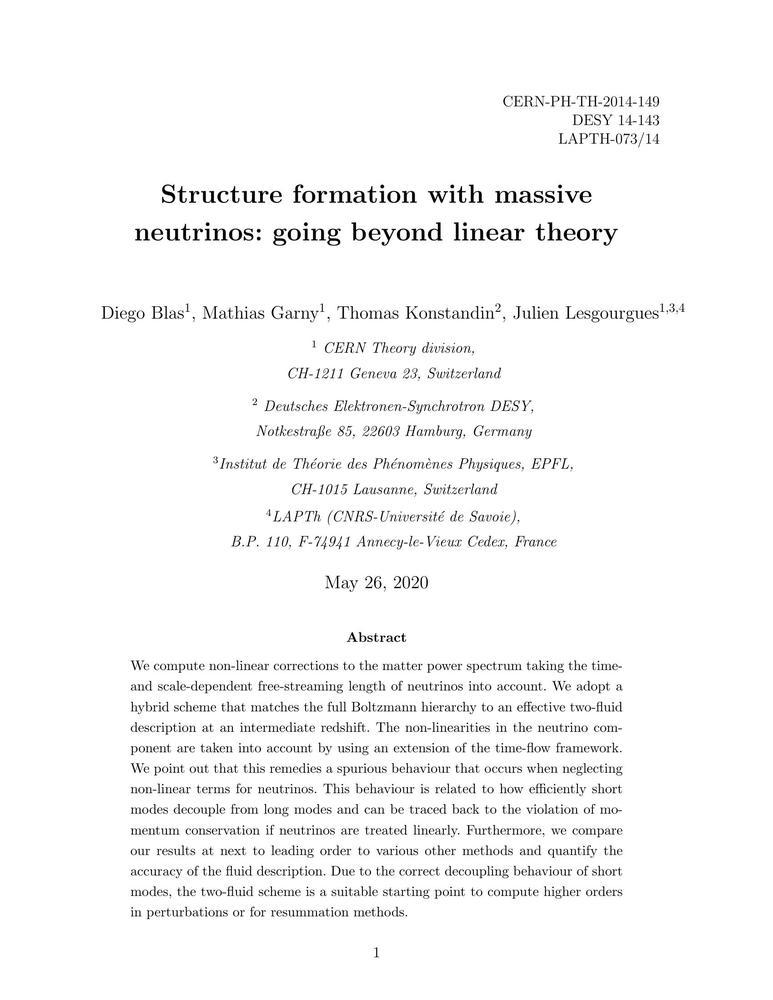 CERN-PH-TH-2014-149
DESY 14-143
LAPTH-073/14
Structure formation with massive
neutrinos: going beyond linear theory
Diego Blas¹, Mathias Garny¹, Thomas Konstandin², Julien Lesgourgues¹,³,⁴
¹ CERN Theory division,
CH-1211 Geneva 23, Switzerland
² Deutsches Elektronen-Synchrotron DESY,
Notkestraße 85, 22603 Hamburg, Germany
³Institut de Théorie des Phénomènes Physiques, EPFL,
CH-1015 Lausanne, Switzerland
⁴LAPTh (CNRS-Université de Savoie),
B.P. 110, F-74941 Annecy-le-Vieux Cedex, France
May 26, 2020
Abstract
We compute non-linear corrections to the matter power spectrum taking the time-
and scale-dependent free-streaming length of neutrinos into account. We adopt a
hybrid scheme that matches the full Boltzmann hierarchy to an effective two-fluid
description at an intermediate redshift. The non-linearities in the neutrino com-
ponent are taken into account by using an extension of the time-flow framework.
We point out that this remedies a spurious behaviour that occurs when neglecting
non-linear terms for neutrinos. This behaviour is related to how efficiently short
modes decouple from long modes and can be traced back to the violation of mo-
mentum conservation if neutrinos are treated linearly. Furthermore, we compare
our results at next to leading order to various other methods and quantify the
accuracy of the fluid description. Due to the correct decoupling behaviour of short
modes, the two-fluid scheme is a suitable starting point to compute higher orders
in perturbations or for resummation methods.
1